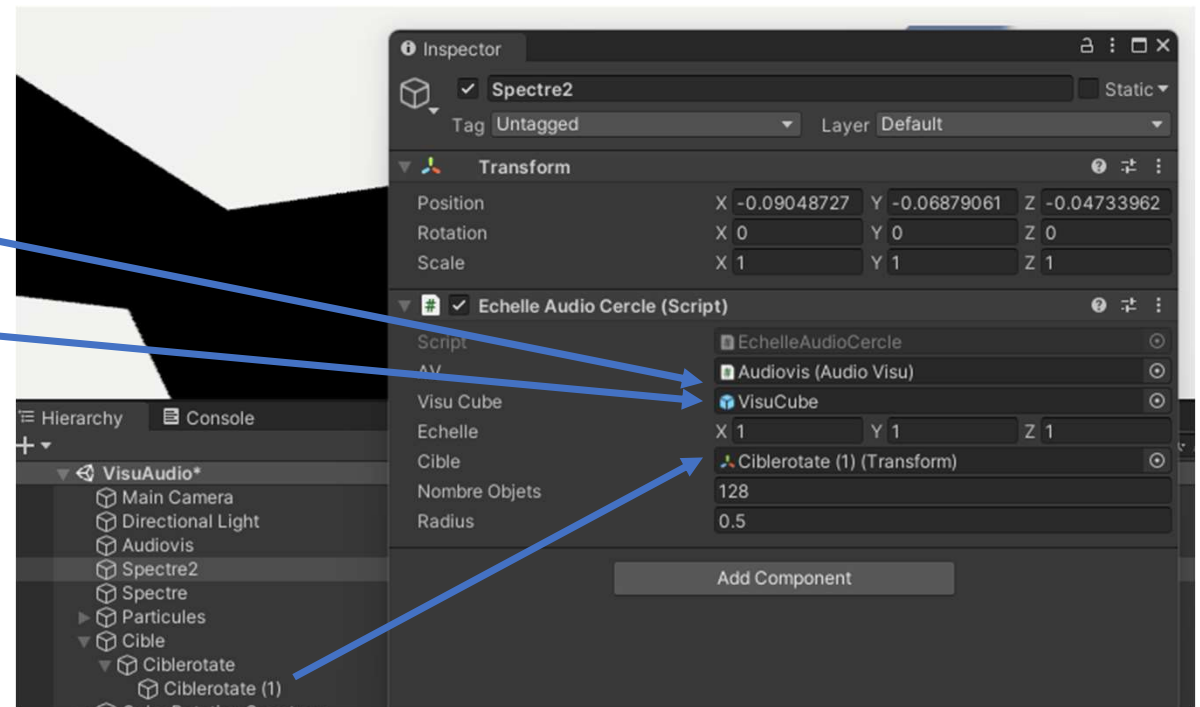 Inspector
Spectre2
Static
Tag Untagged Layer Default
Transform
Position X -0.09048727 Y -0.06879061 Z -0.04733962
Rotation X 0 Y 0 Z 0
Scale X 1 Y 1 Z 1
# Echelle Audio Cercle (Script)
Script EchelleAudioCercle
AV Audiovis (Audio Visu)
Visu Cube VisuCube
Echelle X 1 Y 1 Z 1
Cible Ciblerotate (1) (Transform)
Nombre Objets 128
Radius 0.5
Add Component
Hierarchy Console
VisuAudio*
Main Camera
Directional Light
Audiovis
Spectre2
Spectre
Particules
Cible
Ciblerotate
Ciblerotate (1)